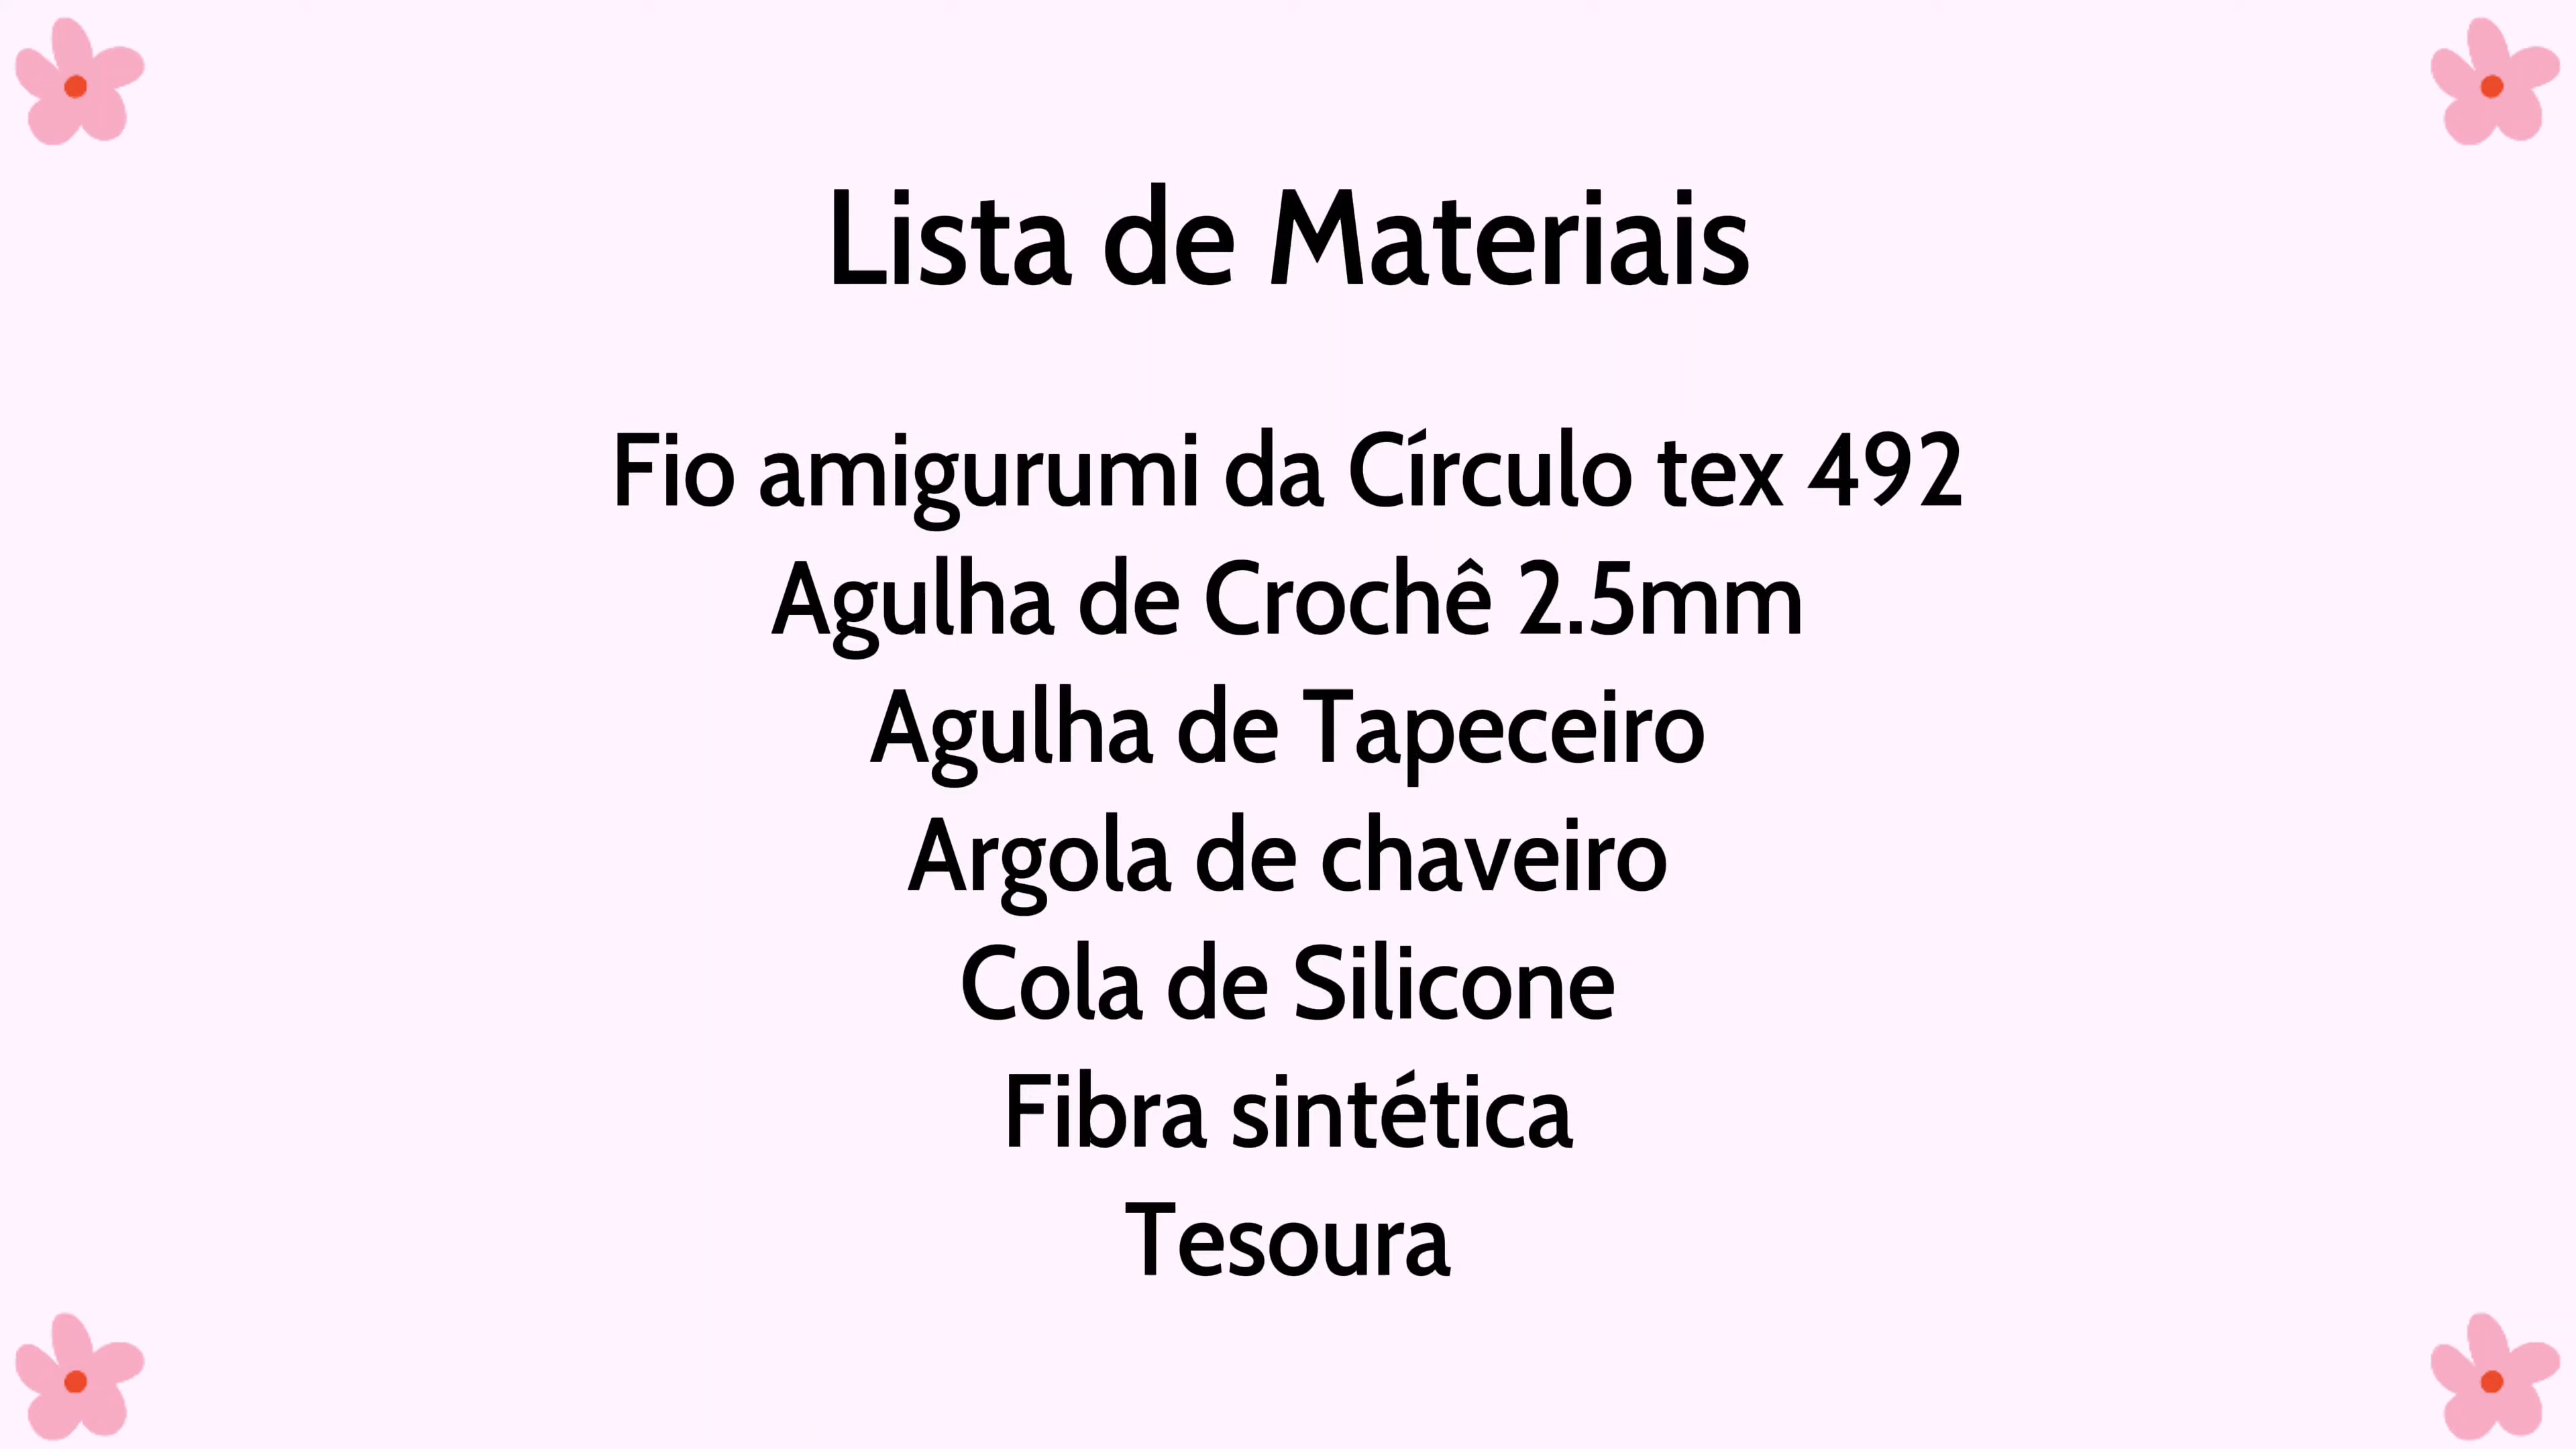 Lista de Materiais
Fio amigurumi da Círculo tex 492
Agulha de Crochê 2.5mm
Agulha de Tapeceiro
Argola de chaveiro
Cola de Silicone
Fibra sintética
Tesoura